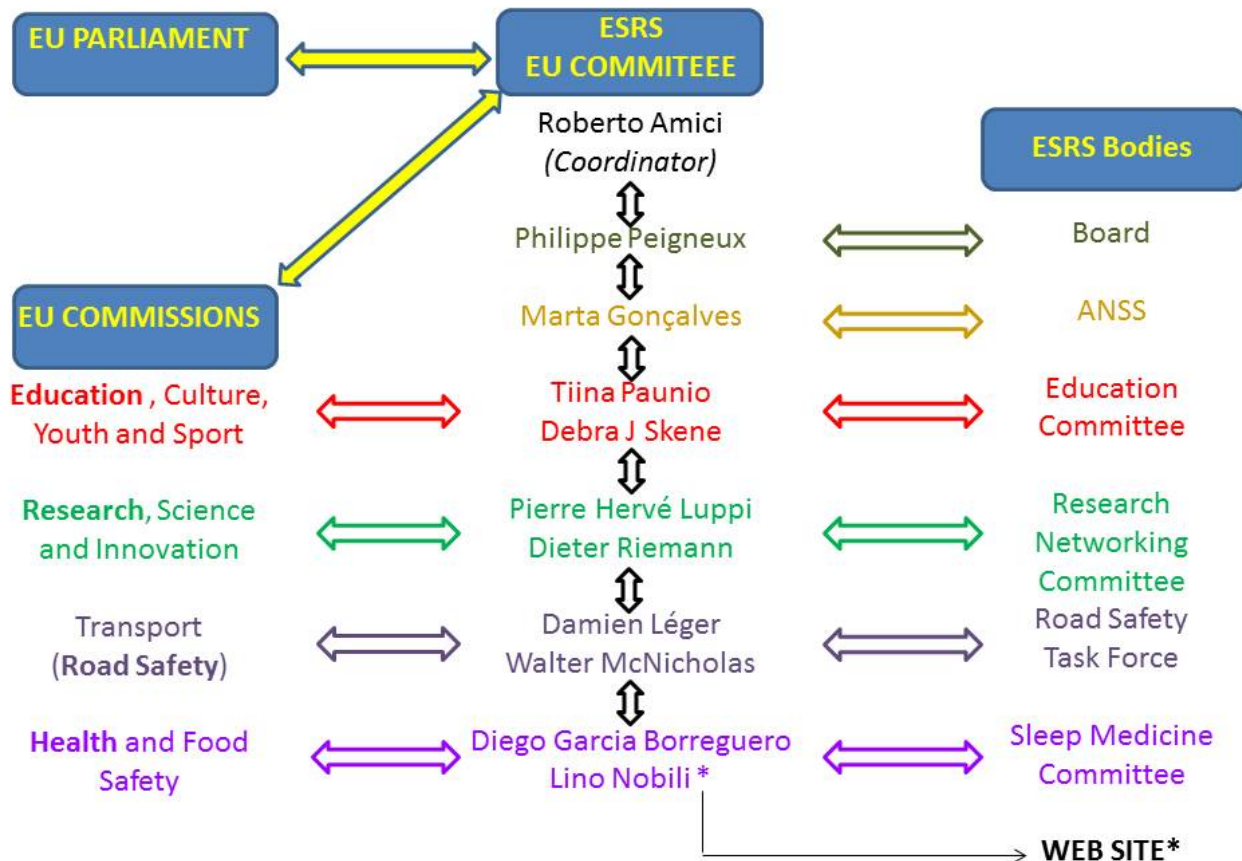 EU PARLIAMENT
ESRS
EU COMMITEEE
Roberto Amici
(Coordinator)
ESRS Bodies
Philippe Peigneux
Board
EU COMMISSIONS
Marta Gonçalves
ANSS
Education , Culture,
Youth and Sport
Tiina Paunio
Debra J Skene
Education
Committee
Research, Science
and Innovation
Pierre Hervé Luppi
Dieter Riemann
Research
Networking
Committee
Transport
(Road Safety)
Damien Léger
Walter McNicholas
Road Safety
Task Force
Health and Food
Safety
Diego Garcia Borreguero
Lino Nobili *
Sleep Medicine
Committee
WEB SITE*